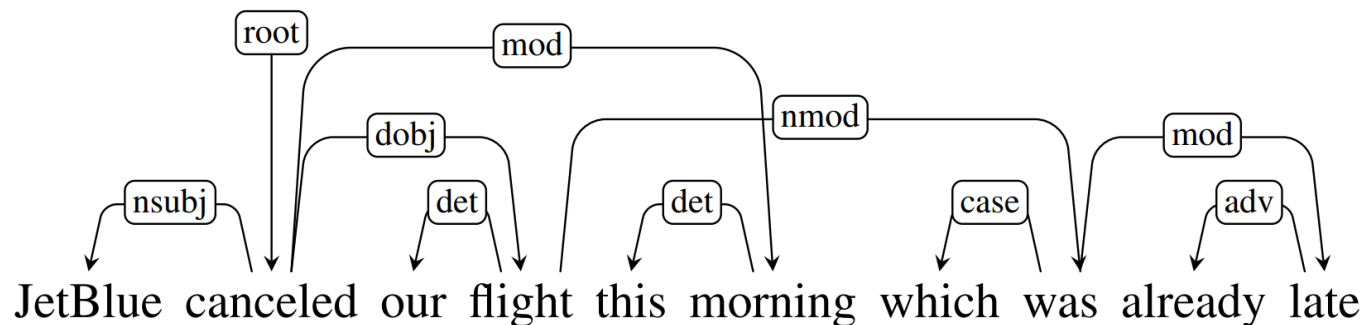 root
mod
nmod
dobj
mod
nsubj
det
det
case
adv
JetBlue canceled our flight this morning which was already late